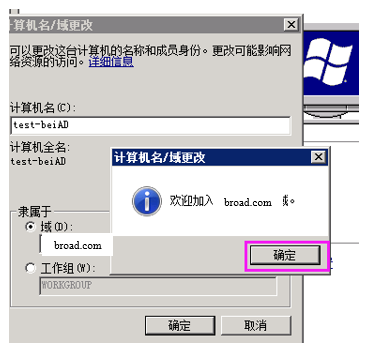 计算机名/域更改
可以更改这台计算机的名称和成员身份。更改可能影响网
络资源的访问。详细信息
计算机名(C):
test-beiAD
计算机全名:
test-beiAD
计算机名/域更改
欢迎加入 broad.com 域。
确定
隶属于
域(D):
broad.com
工作组(W):
WORKGROUP
确定
取消